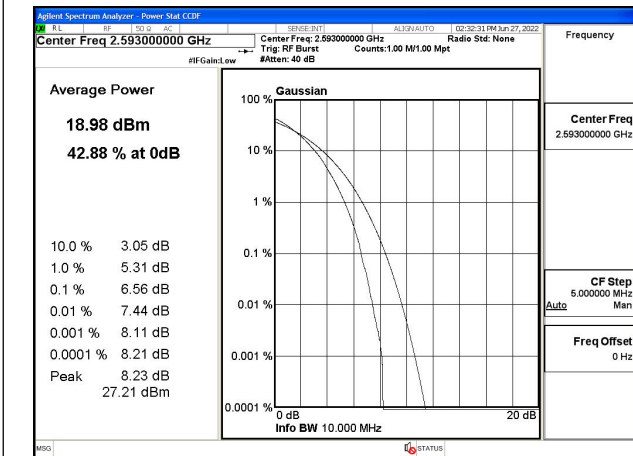 Agilent Spectrum Analyzer - Power Stat CCDF
RL RF 50 Ω AC SENSE:INT ALIGN AUTO 02:32:31 PM Jun 27, 2022
Center Freq 2.593000000 GHz
Center Freq: 2.593000000 GHz Radio Std: None
Trig: RF Burst Counts:1.00 M/1.00 Mpt
#IFGain:Low #Atten: 40 dB
Frequency
Average Power
18.98 dBm
42.88 % at 0dB
10.0 % 3.05 dB
1.0 % 5.31 dB
0.1 % 6.56 dB
0.01 % 7.44 dB
0.001 % 8.11 dB
0.0001 % 8.21 dB
Peak 8.23 dB
27.21 dBm
Gaussian
100 %
10 %
1 %
0.1 %
0.01 %
0.001 %
0.0001 %
0 dB 20 dB
Info BW 10.000 MHz
Center Freq
2.593000000 GHz
CF Step
5.000000 MHz
Auto Man
Freq Offset
0 Hz
MSG STATUS